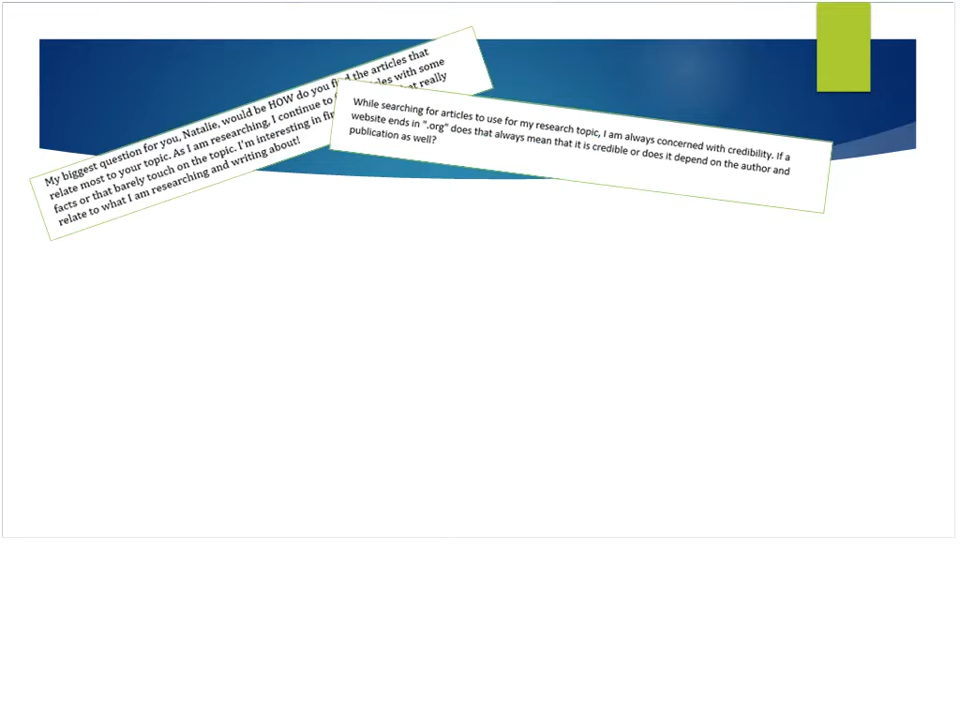 My biggest question for you, Natalie, would be HOW do you find the articles that
relate most to your topic. As I am researching, I continue to with some
facts or that barely touch on the topic. I'm interesting in really
relate to what I am researching and writing about!
While searching for articles to use for my research topic, I am always concerned with credibility. If a
website ends in ".org" does that always mean that it is credible or does it depend on the author and
publication as well?